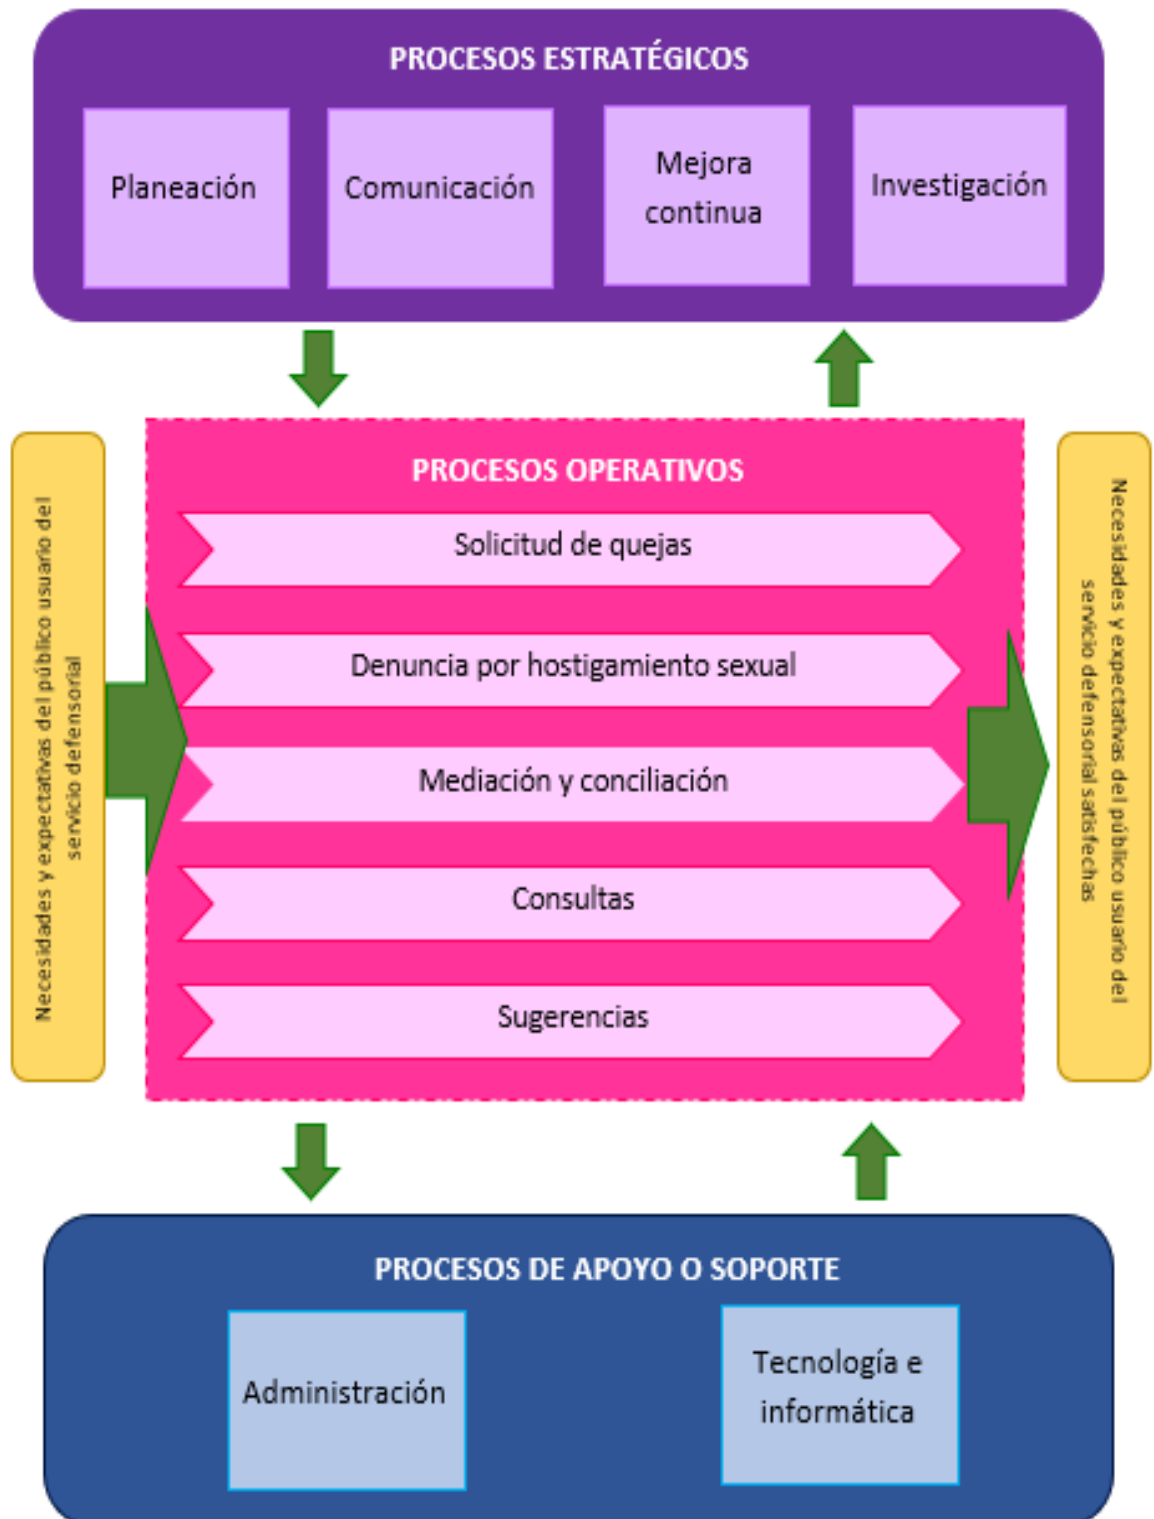 PROCESOS ESTRATÉGICOS
Planeación
Comunicación
Mejora
continua
Investigación
Necesidades y expectativas del público usuario del
servicio defensorial
PROCESOS OPERATIVOS
Solicitud de quejas
Denuncia por hostigamiento sexual
Mediación y conciliación
Consultas
Sugerencias
Necesidades y expectativas del público usuario del
servicio defensorial satisfechas
PROCESOS DE APOYO O SOPORTE
Administración
Tecnología e
informática